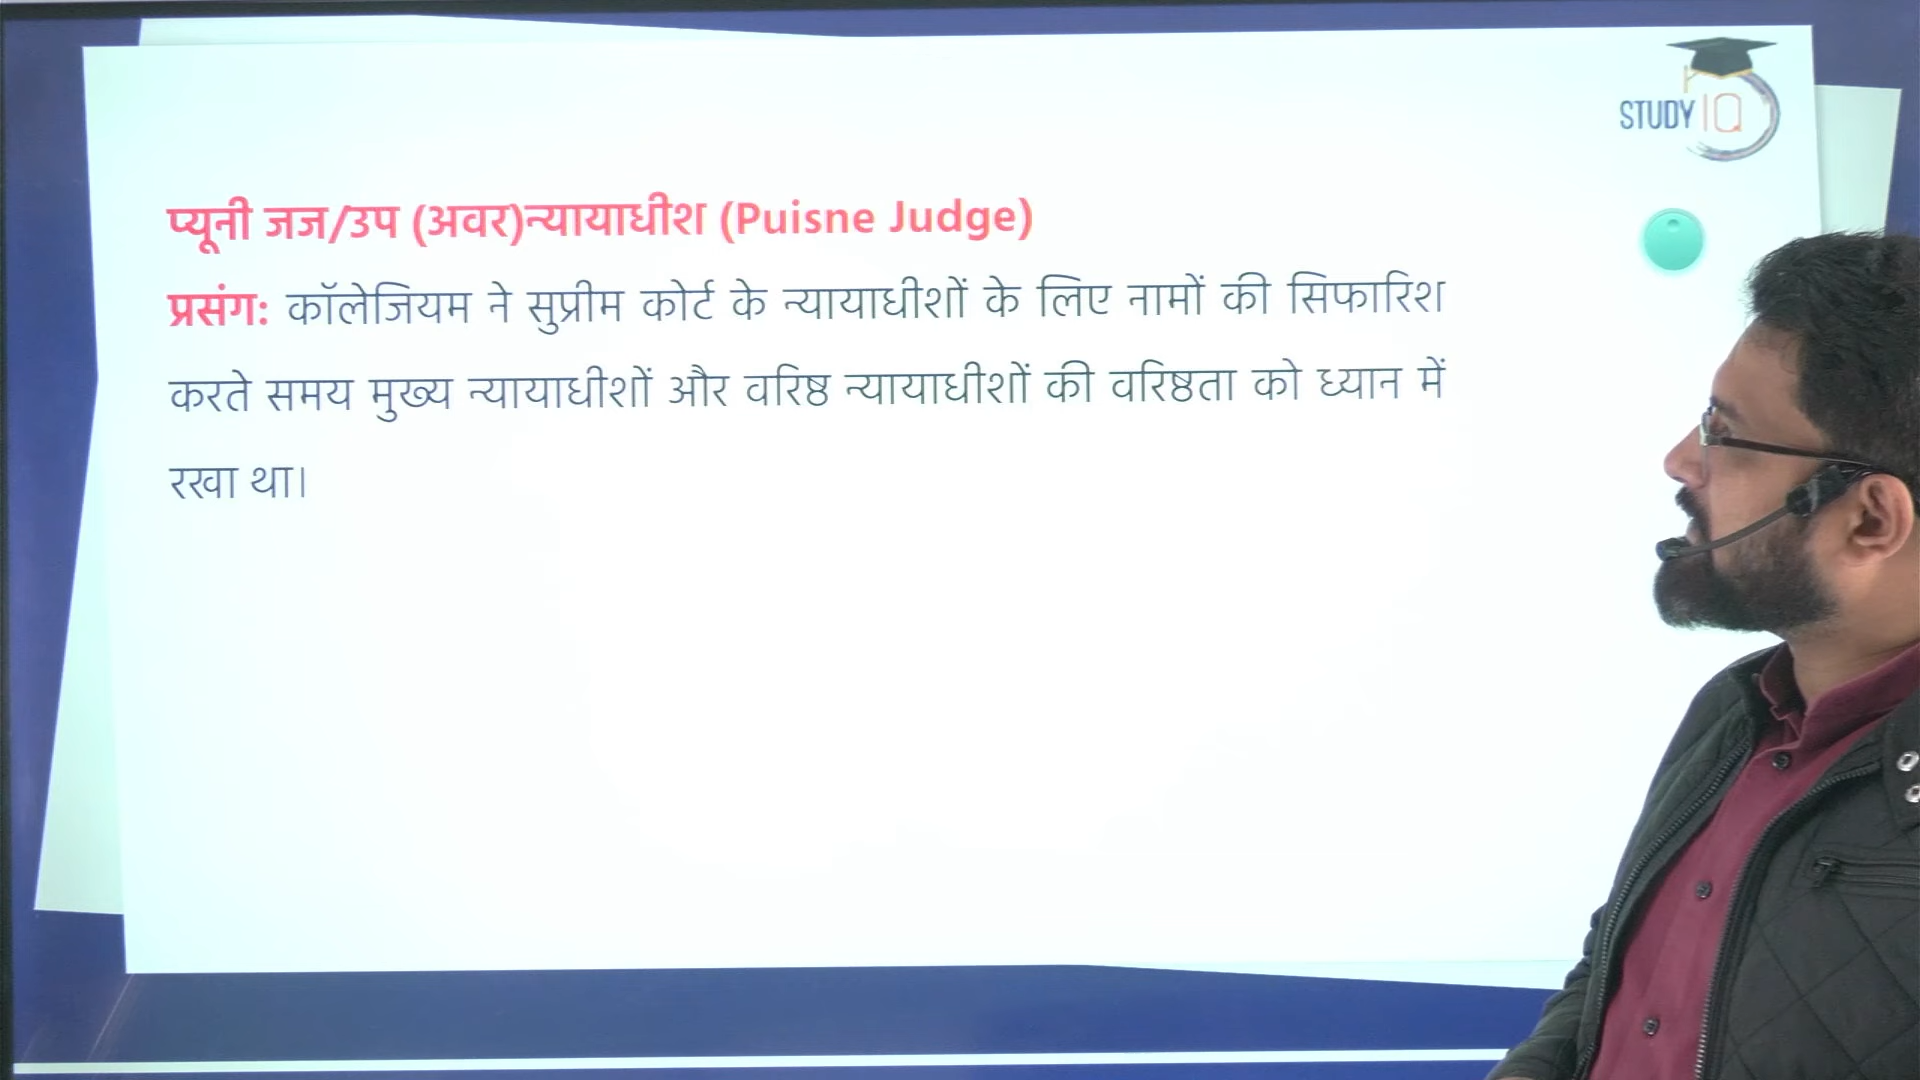 STUDY IQ
प्यूनी जज/उप (अवर)न्यायाधीश (Puisne Judge)
प्रसंग: कॉलेजियम ने सुप्रीम कोर्ट के न्यायाधीशों के लिए नामों की सिफारिश
करते समय मुख्य न्यायाधीशों और वरिष्ठ न्यायाधीशों की वरिष्ठता को ध्यान में
रखा था।